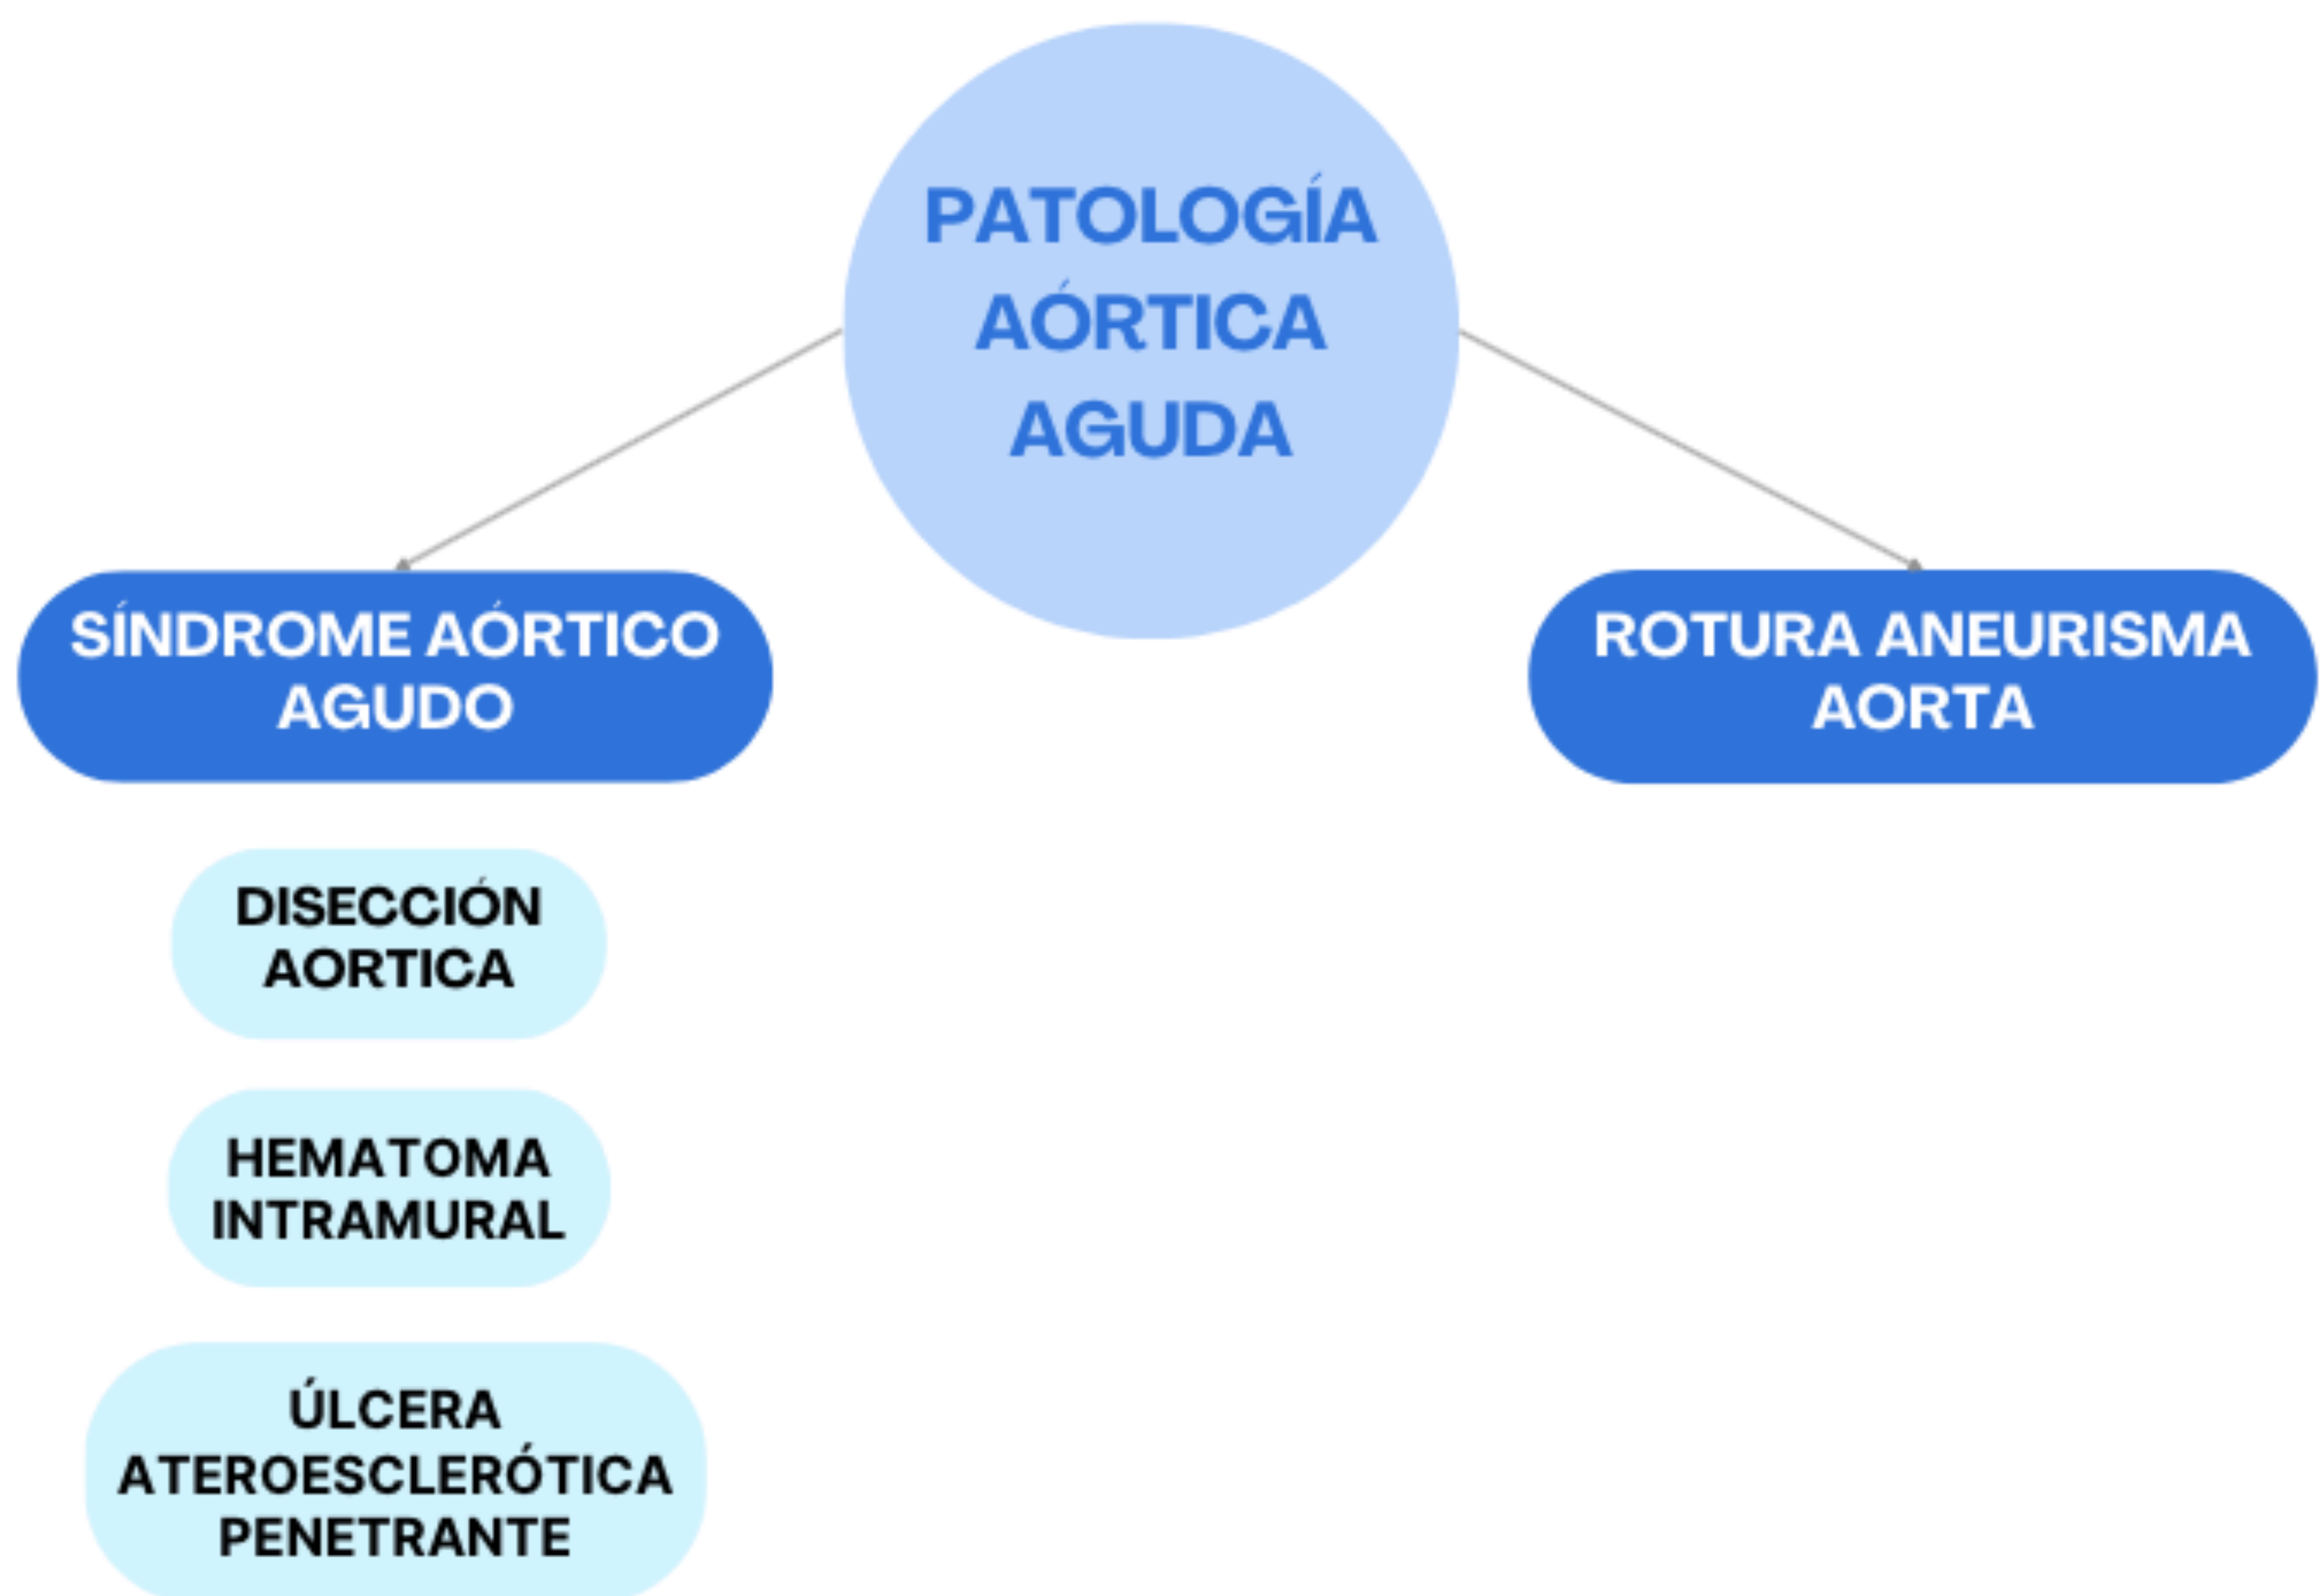 PATOLOGÍA
AÓRTICA
AGUDA
SÍNDROME AÓRTICO
AGUDO
ROTURA ANEURISMA
AORTA
DISECCIÓN
AORTICA
HEMATOMA
INTRAMURAL
ÚLCERA
ATEROESCLERÓTICA
PENETRANTE